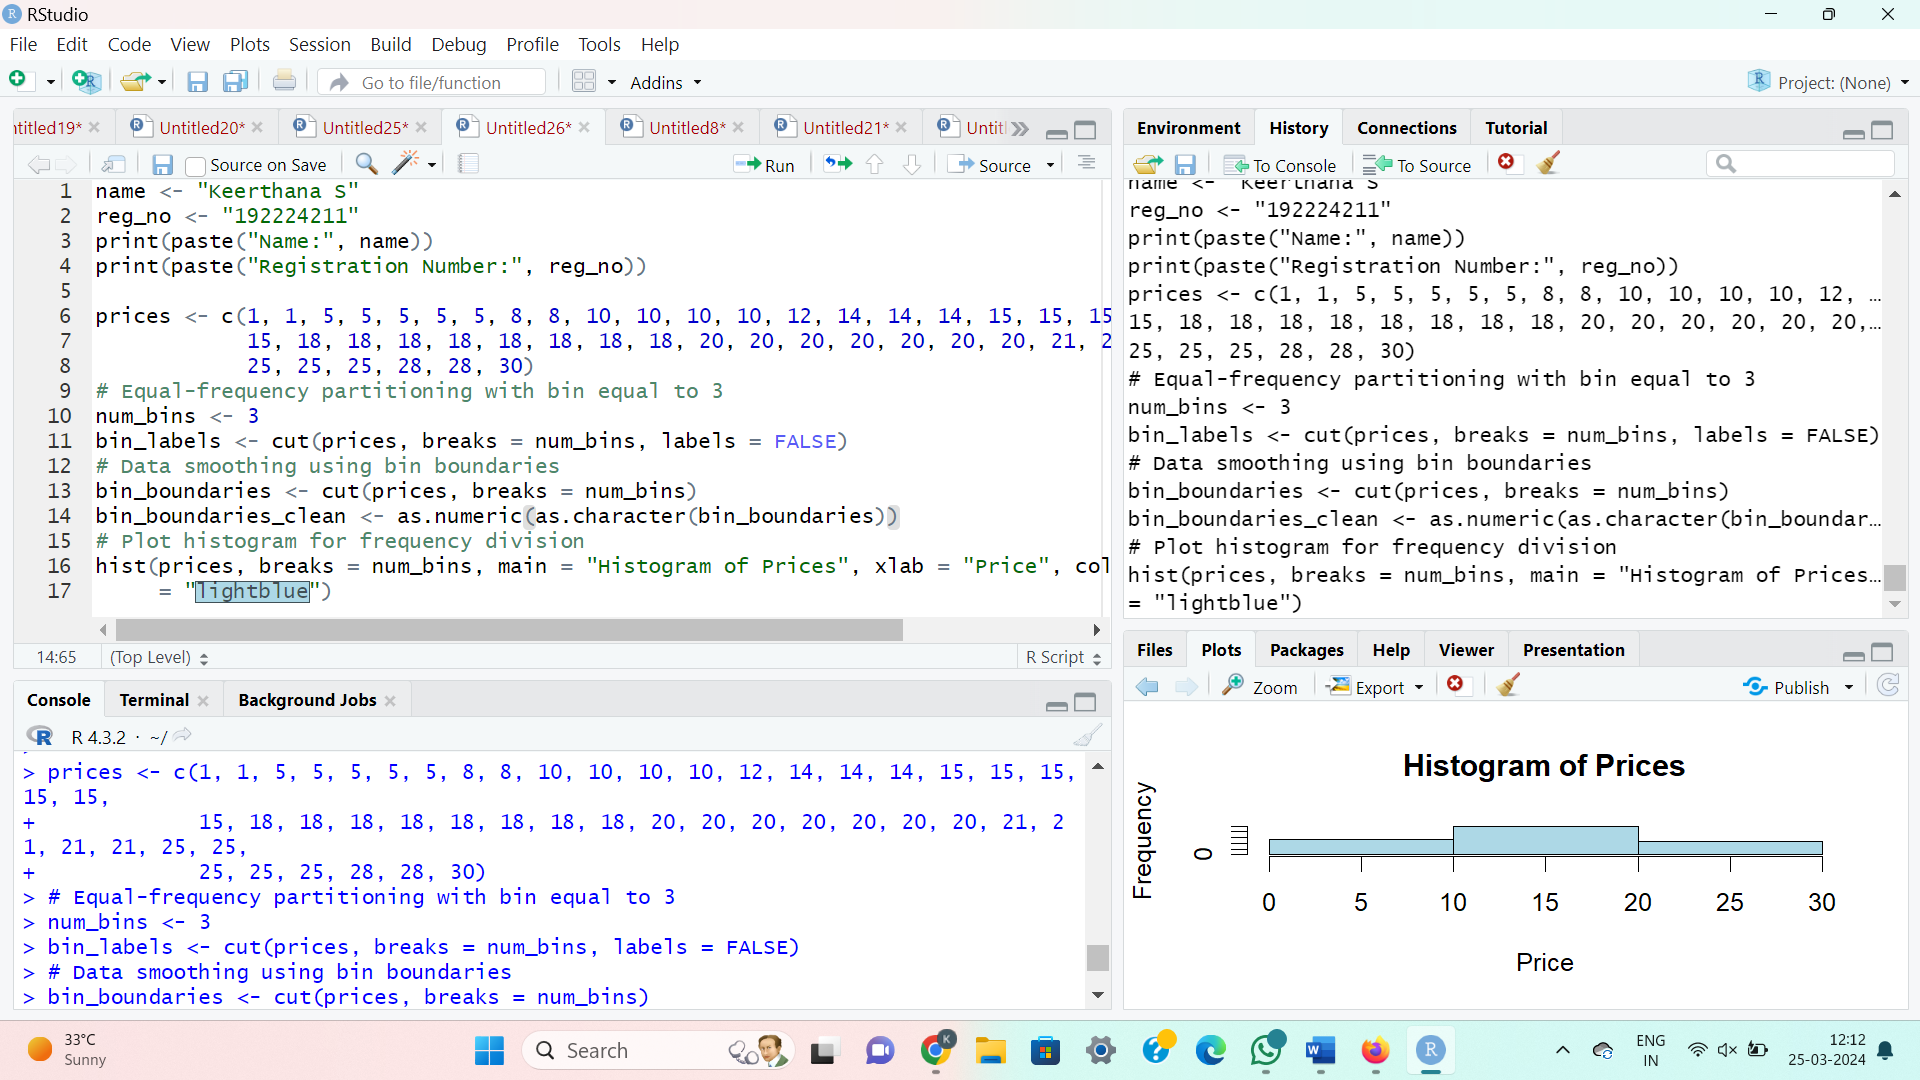 RStudio
File Edit Code View Plots Session Build Debug Profile Tools Help
Go to file/function Addins Project: (None)
ntitled19* Untitled20* Untitled25* Untitled26* Untitled8* Untitled21* Untitl
Source on Save Run Source
1 name <- "Keerthana S"
2 reg_no <- "192224211"
3 print(paste("Name:", name))
4 print(paste("Registration Number:", reg_no))
5
6 prices <- c(1, 1, 5, 5, 5, 5, 5, 8, 8, 10, 10, 10, 10, 12, 14, 14, 14, 15, 15, 15
7 15, 18, 18, 18, 18, 18, 18, 18, 18, 20, 20, 20, 20, 20, 20, 20, 21, 2
8 25, 25, 25, 28, 28, 30)
9 # Equal-frequency partitioning with bin equal to 3
10 num_bins <- 3
11 bin_labels <- cut(prices, breaks = num_bins, labels = FALSE)
12 # Data smoothing using bin boundaries
13 bin_boundaries <- cut(prices, breaks = num_bins)
14 bin_boundaries_clean <- as.numeric(as.character(bin_boundaries))
15 # Plot histogram for frequency division
16 hist(prices, breaks = num_bins, main = "Histogram of Prices", xlab = "Price", col
17 = "lightblue")
14:65 (Top Level) R Script
Console Terminal Background Jobs
R 4.3.2 · ~/
> prices <- c(1, 1, 5, 5, 5, 5, 5, 8, 8, 10, 10, 10, 10, 12, 14, 14, 14, 15, 15, 15,
15, 15,
+ 15, 18, 18, 18, 18, 18, 18, 18, 18, 20, 20, 20, 20, 20, 20, 20, 21, 2
1, 21, 21, 25, 25,
+ 25, 25, 25, 28, 28, 30)
> # Equal-frequency partitioning with bin equal to 3
> num_bins <- 3
> bin_labels <- cut(prices, breaks = num_bins, labels = FALSE)
> # Data smoothing using bin boundaries
> bin_boundaries <- cut(prices, breaks = num_bins)
Environment History Connections Tutorial
To Console To Source
name <- "Keerthana S"
reg_no <- "192224211"
print(paste("Name:", name))
print(paste("Registration Number:", reg_no))
prices <- c(1, 1, 5, 5, 5, 5, 5, 8, 8, 10, 10, 10, 10, 12, …
15, 18, 18, 18, 18, 18, 18, 18, 18, 20, 20, 20, 20, 20, 20,…
25, 25, 25, 28, 28, 30)
# Equal-frequency partitioning with bin equal to 3
num_bins <- 3
bin_labels <- cut(prices, breaks = num_bins, labels = FALSE)
# Data smoothing using bin boundaries
bin_boundaries <- cut(prices, breaks = num_bins)
bin_boundaries_clean <- as.numeric(as.character(bin_boundar…
# Plot histogram for frequency division
hist(prices, breaks = num_bins, main = "Histogram of Prices…
= "lightblue")
Files Plots Packages Help Viewer Presentation
Zoom Export Publish
Histogram of Prices
Frequency
0
0 5 10 15 20 25 30
Price
33°C
Sunny
Search
ENG
IN
12:12
25-03-2024